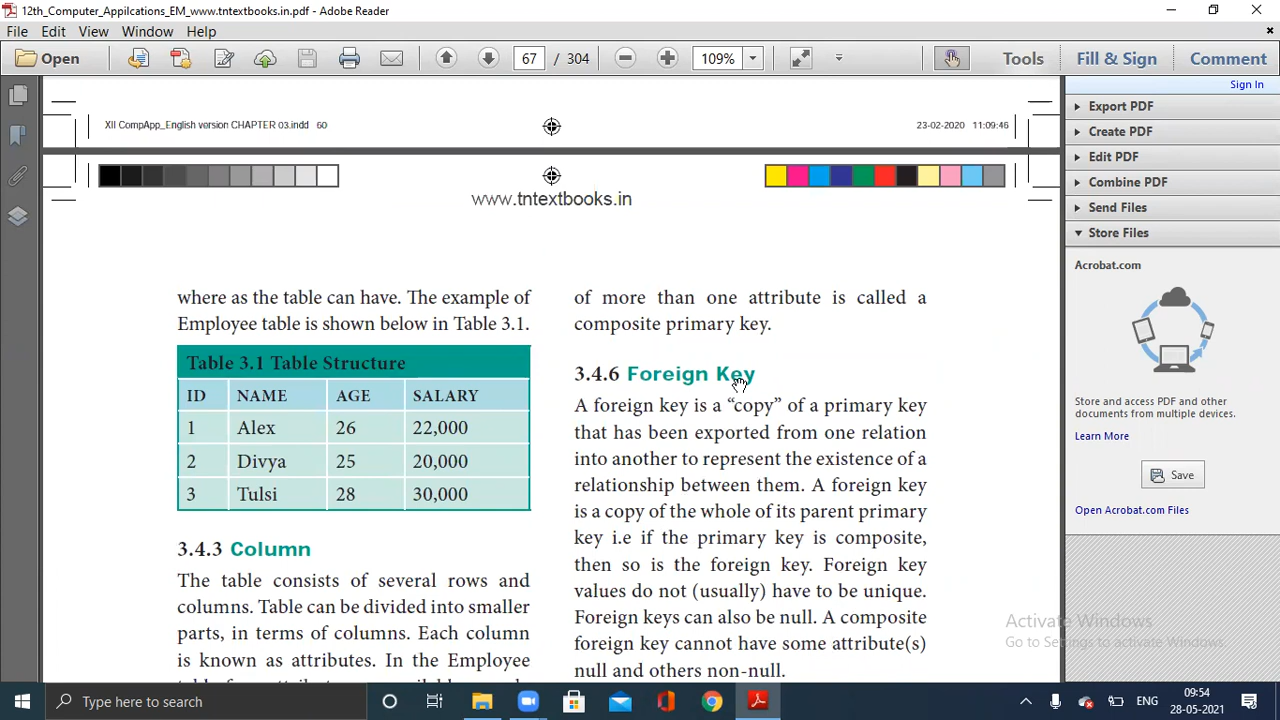 12th_Computer_Appilcations_EM_www.tntextbooks.in.pdf - Adobe Reader
File Edit View Window Help
Open 67 / 304 109% Tools Fill & Sign Comment
Sign In
XII CompApp_English version CHAPTER 03.indd 60 23-02-2020 11:09:46
www.tntextbooks.in
where as the table can have. The example of
Employee table is shown below in Table 3.1.
Table 3.1 Table Structure
ID NAME AGE SALARY
1 Alex 26 22,000
2 Divya 25 20,000
3 Tulsi 28 30,000
3.4.3 Column
The table consists of several rows and
columns. Table can be divided into smaller
parts, in terms of columns. Each column
is known as attributes. In the Employee
of more than one attribute is called a
composite primary key.
3.4.6 Foreign Key
A foreign key is a “copy” of a primary key
that has been exported from one relation
into another to represent the existence of a
relationship between them. A foreign key
is a copy of the whole of its parent primary
key i.e if the primary key is composite,
then so is the foreign key. Foreign key
values do not (usually) have to be unique.
Foreign keys can also be null. A composite
foreign key cannot have some attribute(s)
null and others non-null.
Export PDF
Create PDF
Edit PDF
Combine PDF
Send Files
Store Files
Acrobat.com
Store and access PDF and other
documents from multiple devices.
Learn More
Save
Open Acrobat.com Files
Activate Windows
Go to Settings to activate Windows.
Type here to search
ENG
09:54
28-05-2021